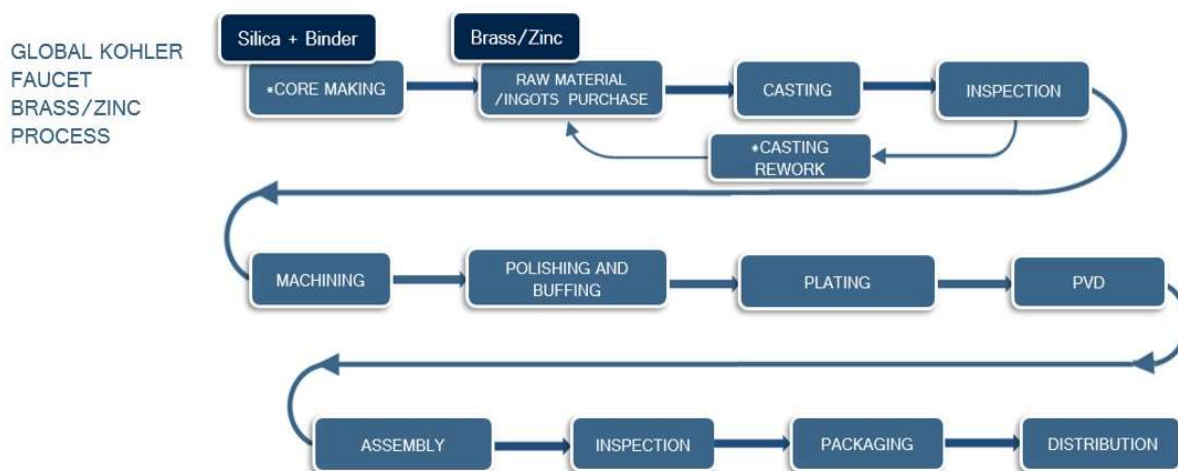 GLOBAL KOHLER
FAUCET
BRASS/ZINC
PROCESS
Silica + Binder
*CORE MAKING
Brass/Zinc
RAW MATERIAL
/INGOTS PURCHASE
CASTING
INSPECTION
*CASTING
REWORK
MACHINING
POLISHING AND
BUFFING
PLATING
PVD
ASSEMBLY
INSPECTION
PACKAGING
DISTRIBUTION